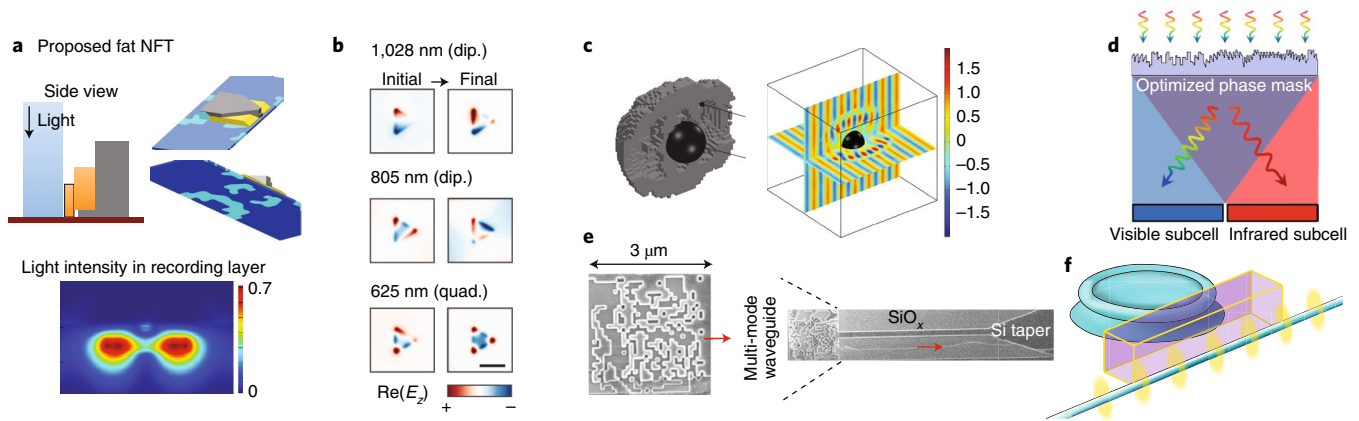 a Proposed fat NFT
Side view
Light
Light intensity in recording layer
0.7
0
b
1,028 nm (dip.)
Initial → Final
805 nm (dip.)
625 nm (quad.)
Re(E_z)
+ −
c
1.5
1.0
0.5
0
−0.5
−1.0
−1.5
d
Optimized phase mask
Visible subcell Infrared subcell
e
3 μm
Multi-mode
waveguide
SiO_x
Si taper
f